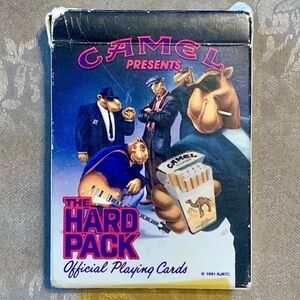 CAMEL
PRESENTS
CAMEL
THE
HARD
PACK
Official Playing Cards
© 1991 RJRTC